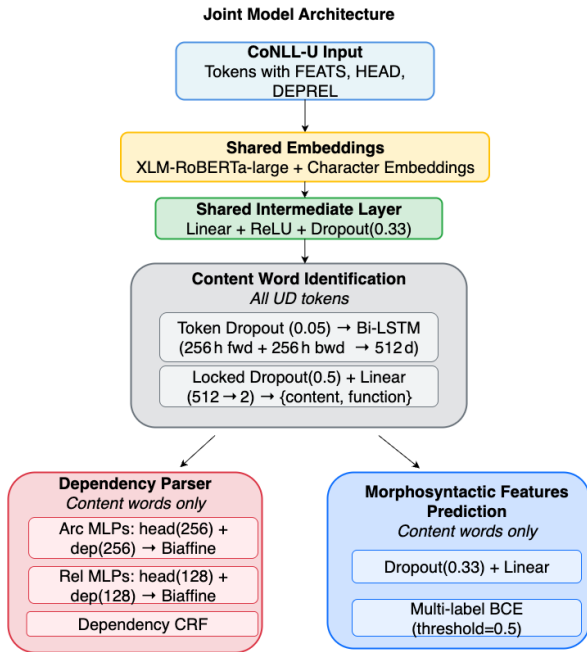 Joint Model Architecture
CoNLL-U Input
Tokens with FEATS, HEAD,
DEPREL
Shared Embeddings
XLM-RoBERTa-large + Character Embeddings
Shared Intermediate Layer
Linear + ReLU + Dropout(0.33)
Content Word Identification
All UD tokens
Token Dropout (0.05) → Bi-LSTM
(256 h fwd + 256 h bwd → 512 d)
Locked Dropout(0.5) + Linear
(512 → 2) → {content, function}
Dependency Parser
Content words only
Arc MLPs: head(256) +
dep(256) → Biaffine
Rel MLPs: head(128) +
dep(128) → Biaffine
Dependency CRF
Morphosyntactic Features
Prediction
Content words only
Dropout(0.33) + Linear
Multi-label BCE
(threshold=0.5)